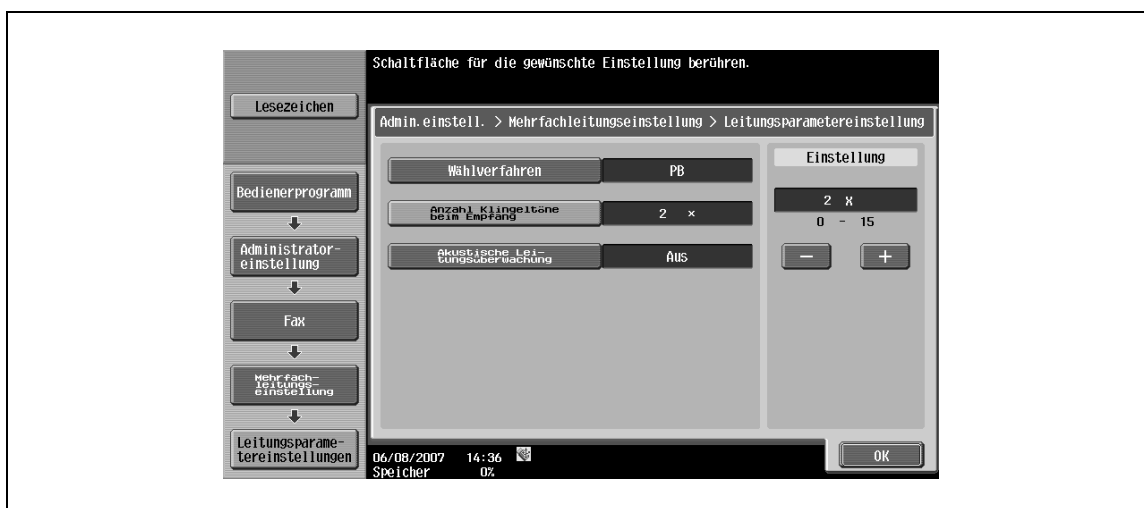 Schaltfläche für die gewünschte Einstellung berühren.
Lesezeichen
Admin.einstell. > Mehrfachleitungseinstellung > Leitungsparametereinstellung
Bedienerprogramm
Administrator-
einstellung
Fax
Mehrfach-
leitungs-
einstellung
Leitungsparame-
tereinstellungen
Wählverfahren
PB
Anzahl Klingeltöne
beim Empfang
2 ×
Akustische Lei-
tungsüberwachung
Aus
Einstellung
2 X
0 - 15
− +
06/08/2007 14:36
Speicher 0%
OK